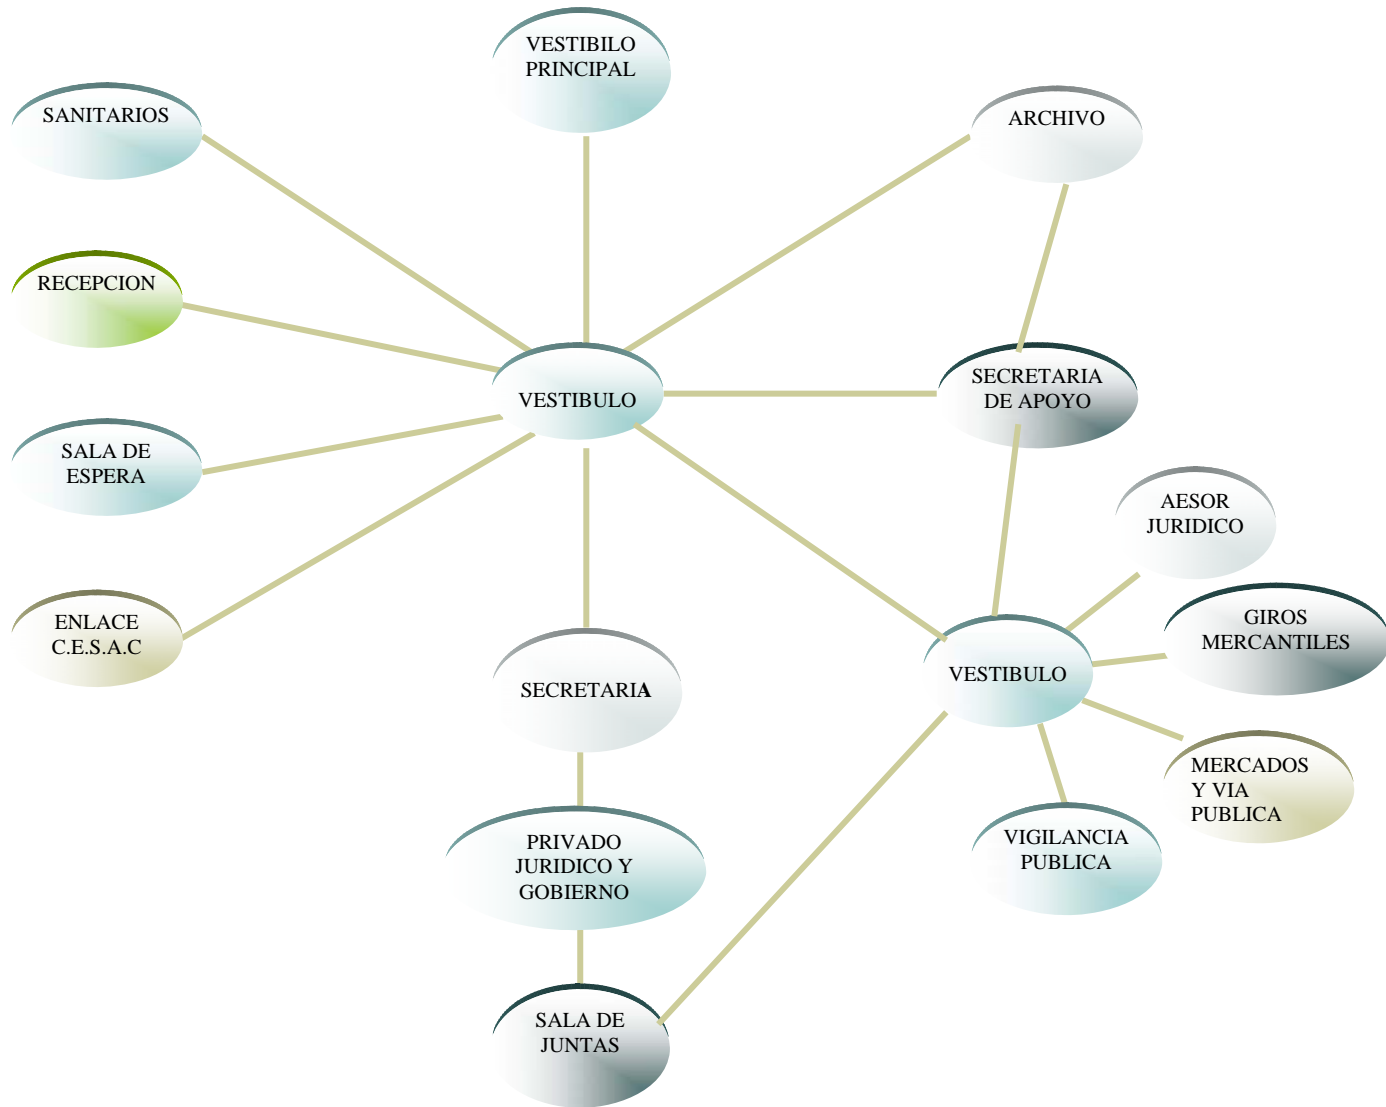 VESTIBILO
PRINCIPAL
SANITARIOS
ARCHIVO
RECEPCION
VESTIBULO
SECRETARIA
DE APOYO
SALA DE
ESPERA
AESOR
JURIDICO
ENLACE
C.E.S.A.C
GIROS
MERCANTILES
SECRETARIA
VESTIBULO
MERCADOS
Y VIA
PUBLICA
PRIVADO
JURIDICO Y
GOBIERNO
VIGILANCIA
PUBLICA
SALA DE
JUNTAS